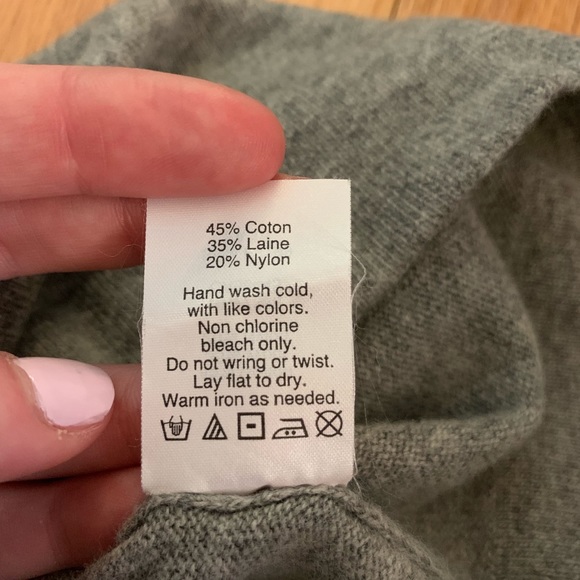 45% Coton
35% Laine
20% Nylon
Hand wash cold,
with like colors.
Non chlorine
bleach only.
Do not wring or twist.
Lay flat to dry.
Warm iron as needed.